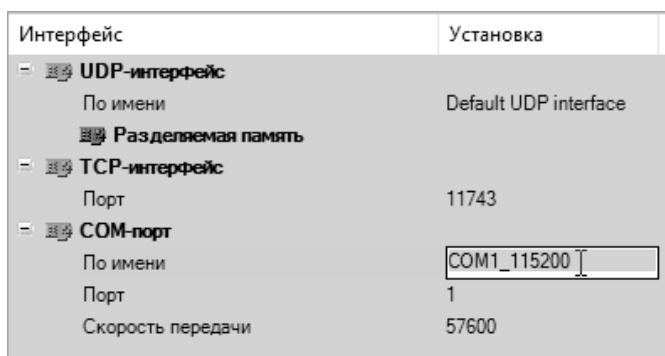 Интерфейс Установка
UDP-интерфейс
По имени Default UDP interface
Разделяемая память
TCP-интерфейс
Порт 11743
COM-порт
По имени COM1_115200
Порт 1
Скорость передачи 57600